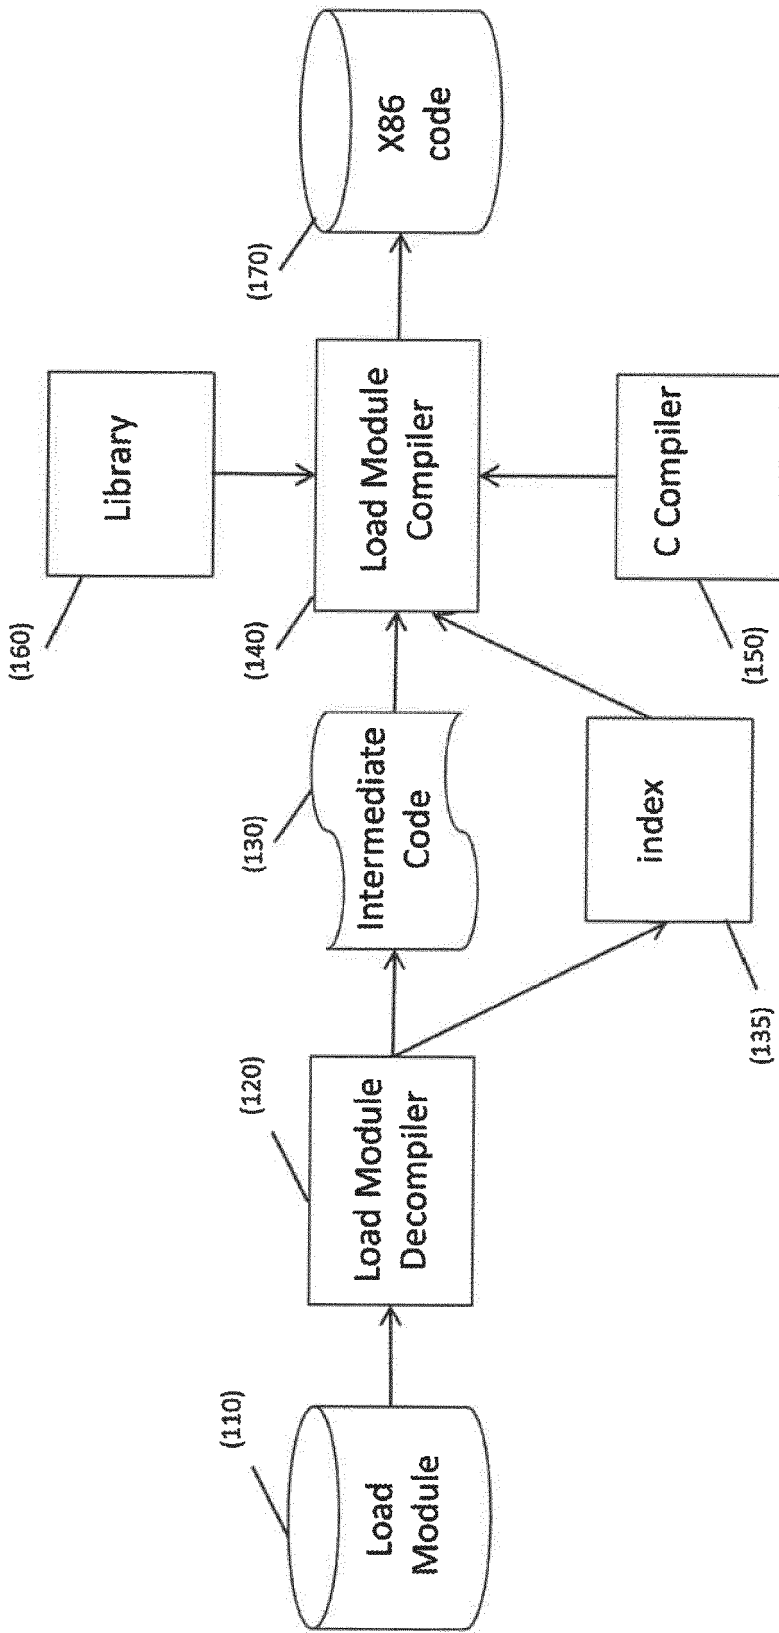 (110)
Load
Module
(120)
Load Module
Decompiler
(130)
Intermediate
Code
(135)
index
(140)
Load Module
Compiler
(160)
Library
(150)
C Compiler
(170)
X86
code